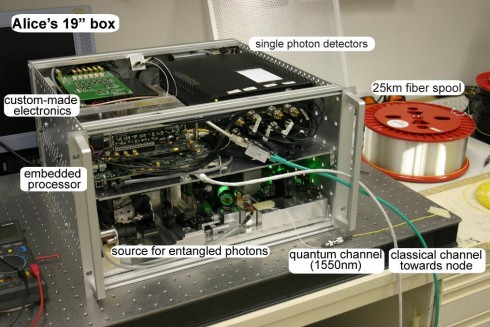 Alice's 19” box
single photon detectors
25km fiber spool
custom-made
electronics
embedded
processor
source for entangled photons
quantum channel
(1550nm)
classical channel
towards node